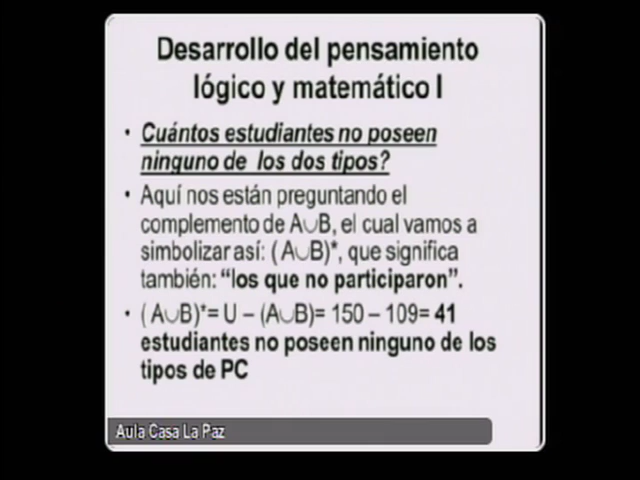 Desarrollo del pensamiento
lógico y matemático I
• Cuántos estudiantes no poseen
ninguno de los dos tipos?
• Aquí nos están preguntando el
complemento de A∪B, el cual vamos a
simbolizar así: ( A∪B)*, que significa
también: “los que no participaron”.
• ( A∪B)*= U – (A∪B)= 150 – 109= 41
estudiantes no poseen ninguno de los
tipos de PC
Aula Casa La Paz